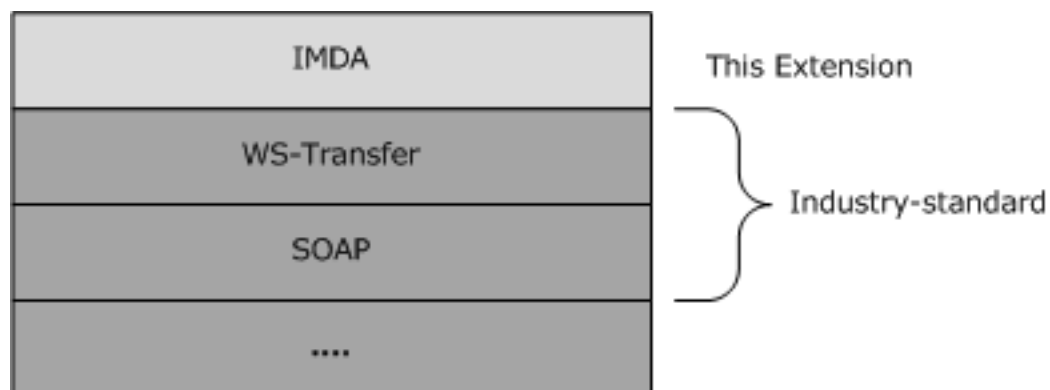 IMDA
This Extension
WS-Transfer
Industry-standard
SOAP
....